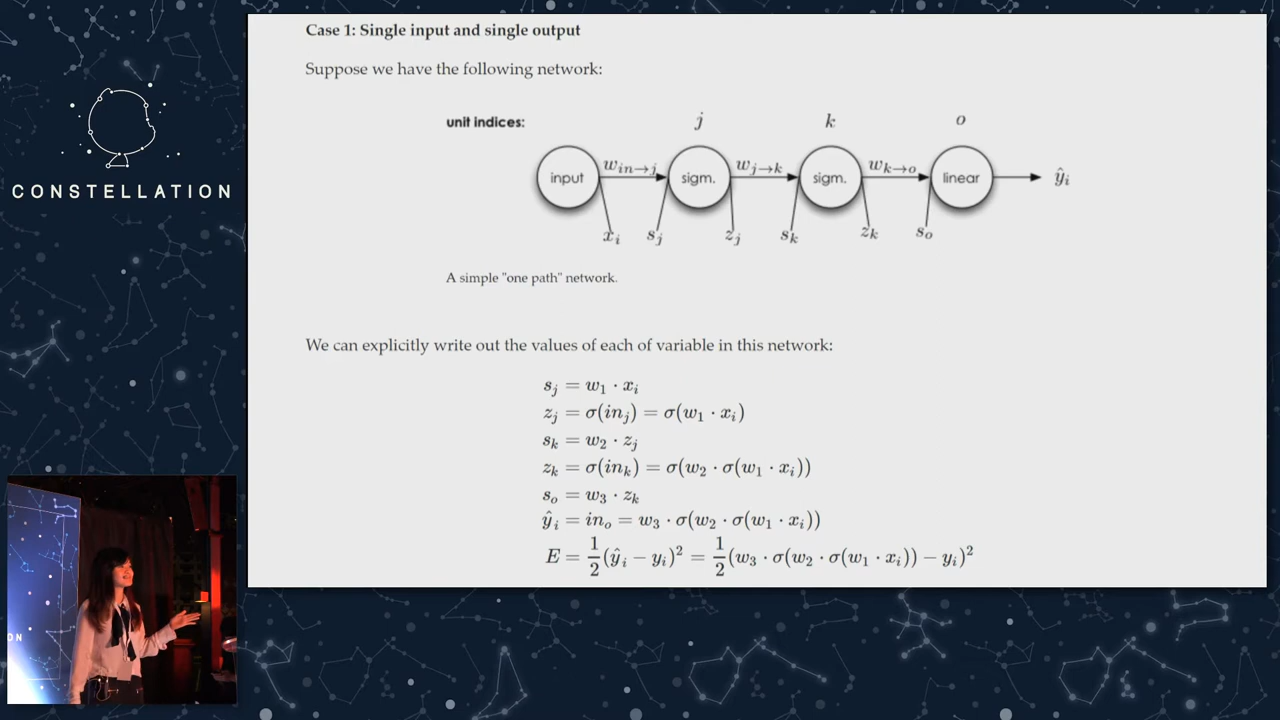 Case 1: Single input and single output
Suppose we have the following network:
unit indices: j k o
input w_{in→j} sigm. w_{j→k} sigm. w_{k→o} linear ŷ_i
x_i s_j z_j s_k z_k s_o
A simple "one path" network.
We can explicitly write out the values of each of variable in this network:
s_j = w_1 · x_i
z_j = σ(in_j) = σ(w_1 · x_i)
s_k = w_2 · z_j
z_k = σ(in_k) = σ(w_2 · σ(w_1 · x_i))
s_o = w_3 · z_k
ŷ_i = in_o = w_3 · σ(w_2 · σ(w_1 · x_i))
E = 1/2 (ŷ_i − y_i)² = 1/2 (w_3 · σ(w_2 · σ(w_1 · x_i)) − y_i)²
CONSTELLATION
ON